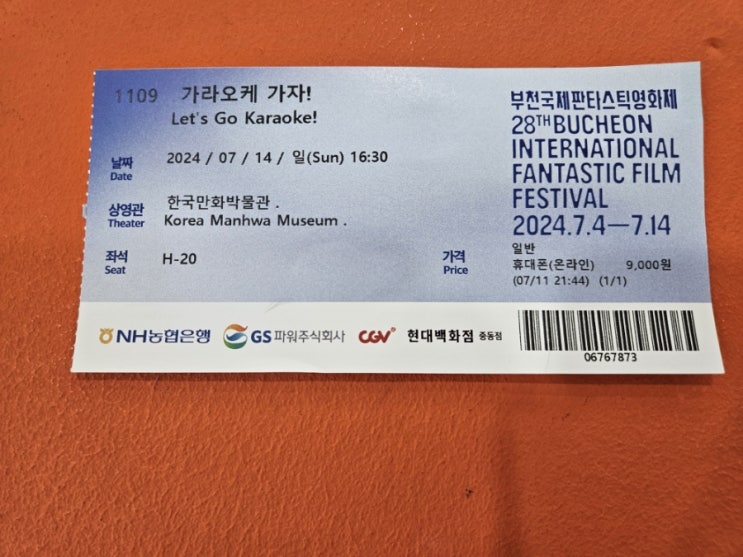 1109 가라오케 가자!
Let's Go Karaoke!
날짜 2024 / 07 / 14 / 일(Sun) 16:30
Date
상영관 한국만화박물관 .
Theater Korea Manhwa Museum .
좌석 H-20
Seat
가격
Price
부천국제판타스틱영화제
28TH BUCHEON
INTERNATIONAL
FANTASTIC FILM
FESTIVAL
2024.7.4—7.14
일반
휴대폰(온라인) 9,000원
(07/11 21:44) (1/1)
NH농협은행 GS파워주식회사 CGV 현대백화점 중동점
06767873